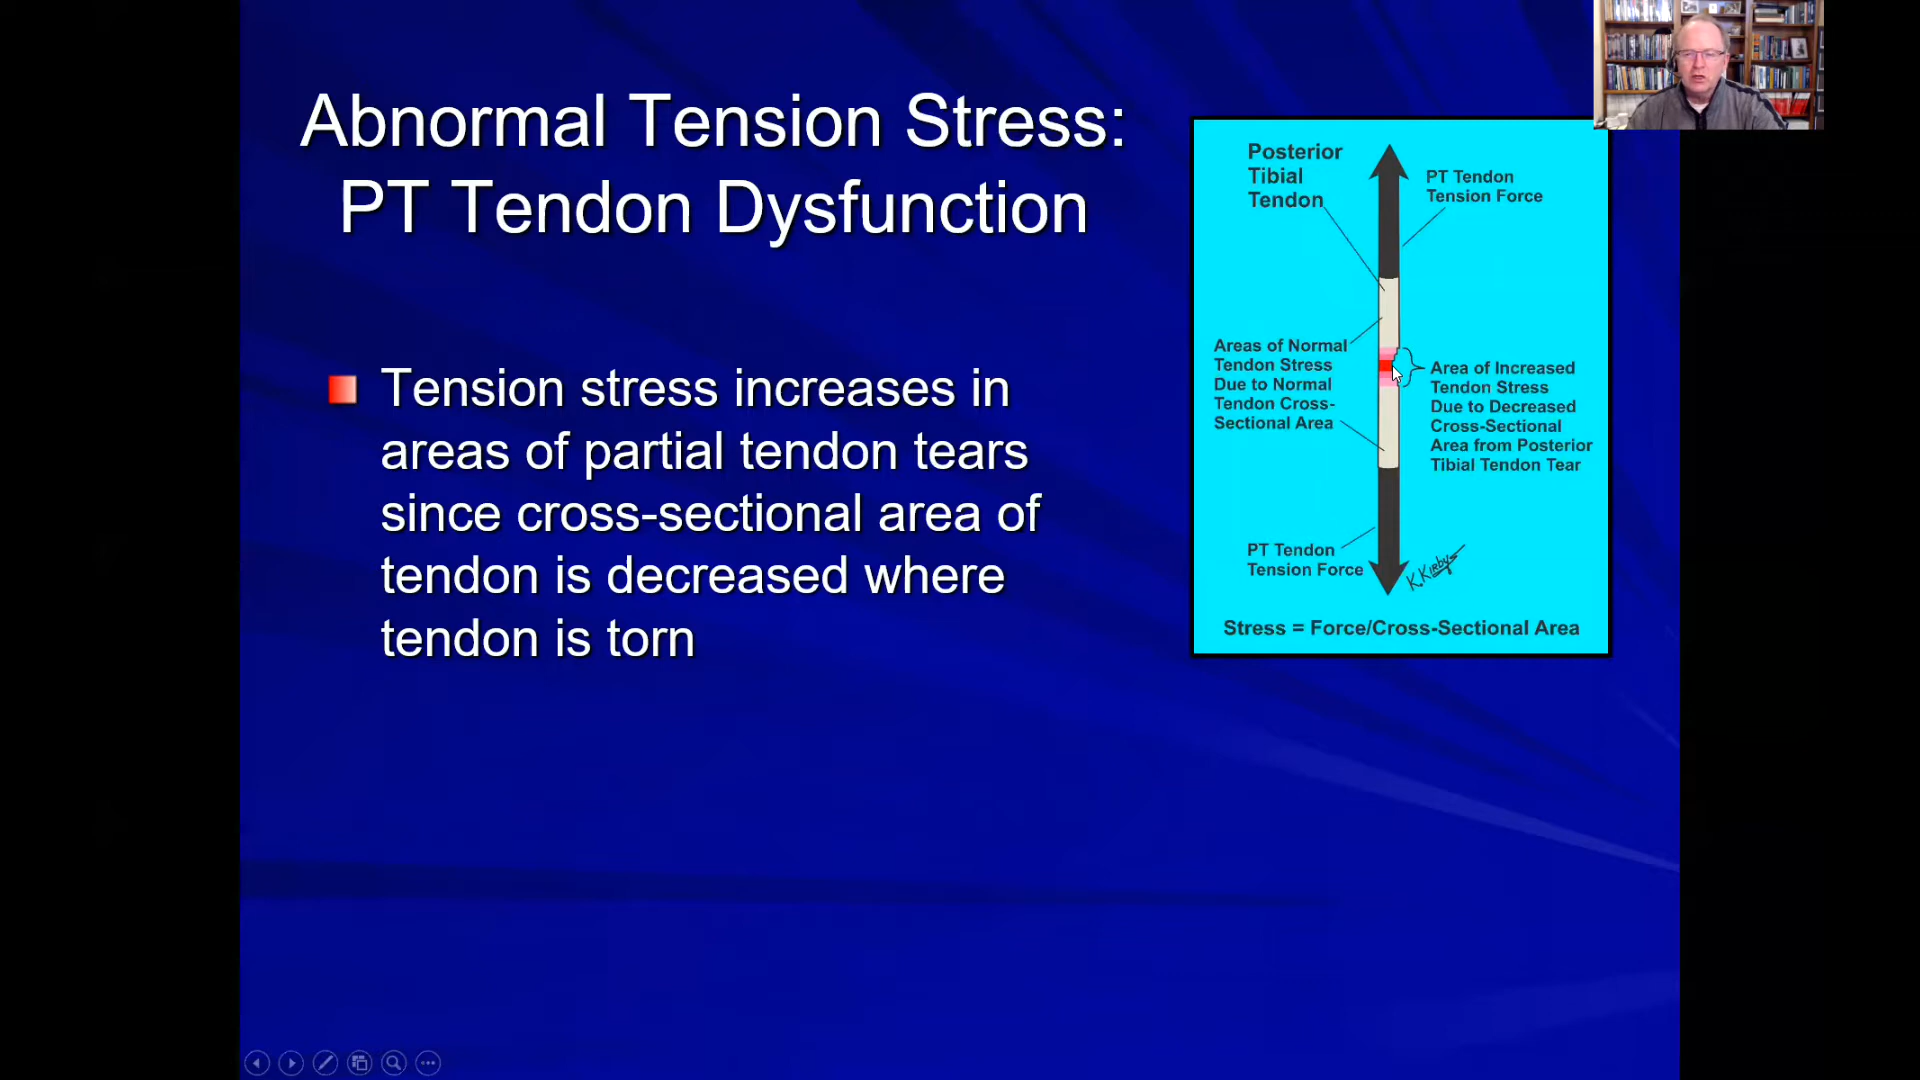 Abnormal Tension Stress:
PT Tendon Dysfunction
Tension stress increases in
areas of partial tendon tears
since cross-sectional area of
tendon is decreased where
tendon is torn
Posterior
Tibial
Tendon
PT Tendon
Tension Force
Areas of Normal
Tendon Stress
Due to Normal
Tendon Cross-
Sectional Area
Area of Increased
Tendon Stress
Due to Decreased
Cross-Sectional
Area from Posterior
Tibial Tendon Tear
PT Tendon
Tension Force
K.Kirby
Stress = Force/Cross-Sectional Area